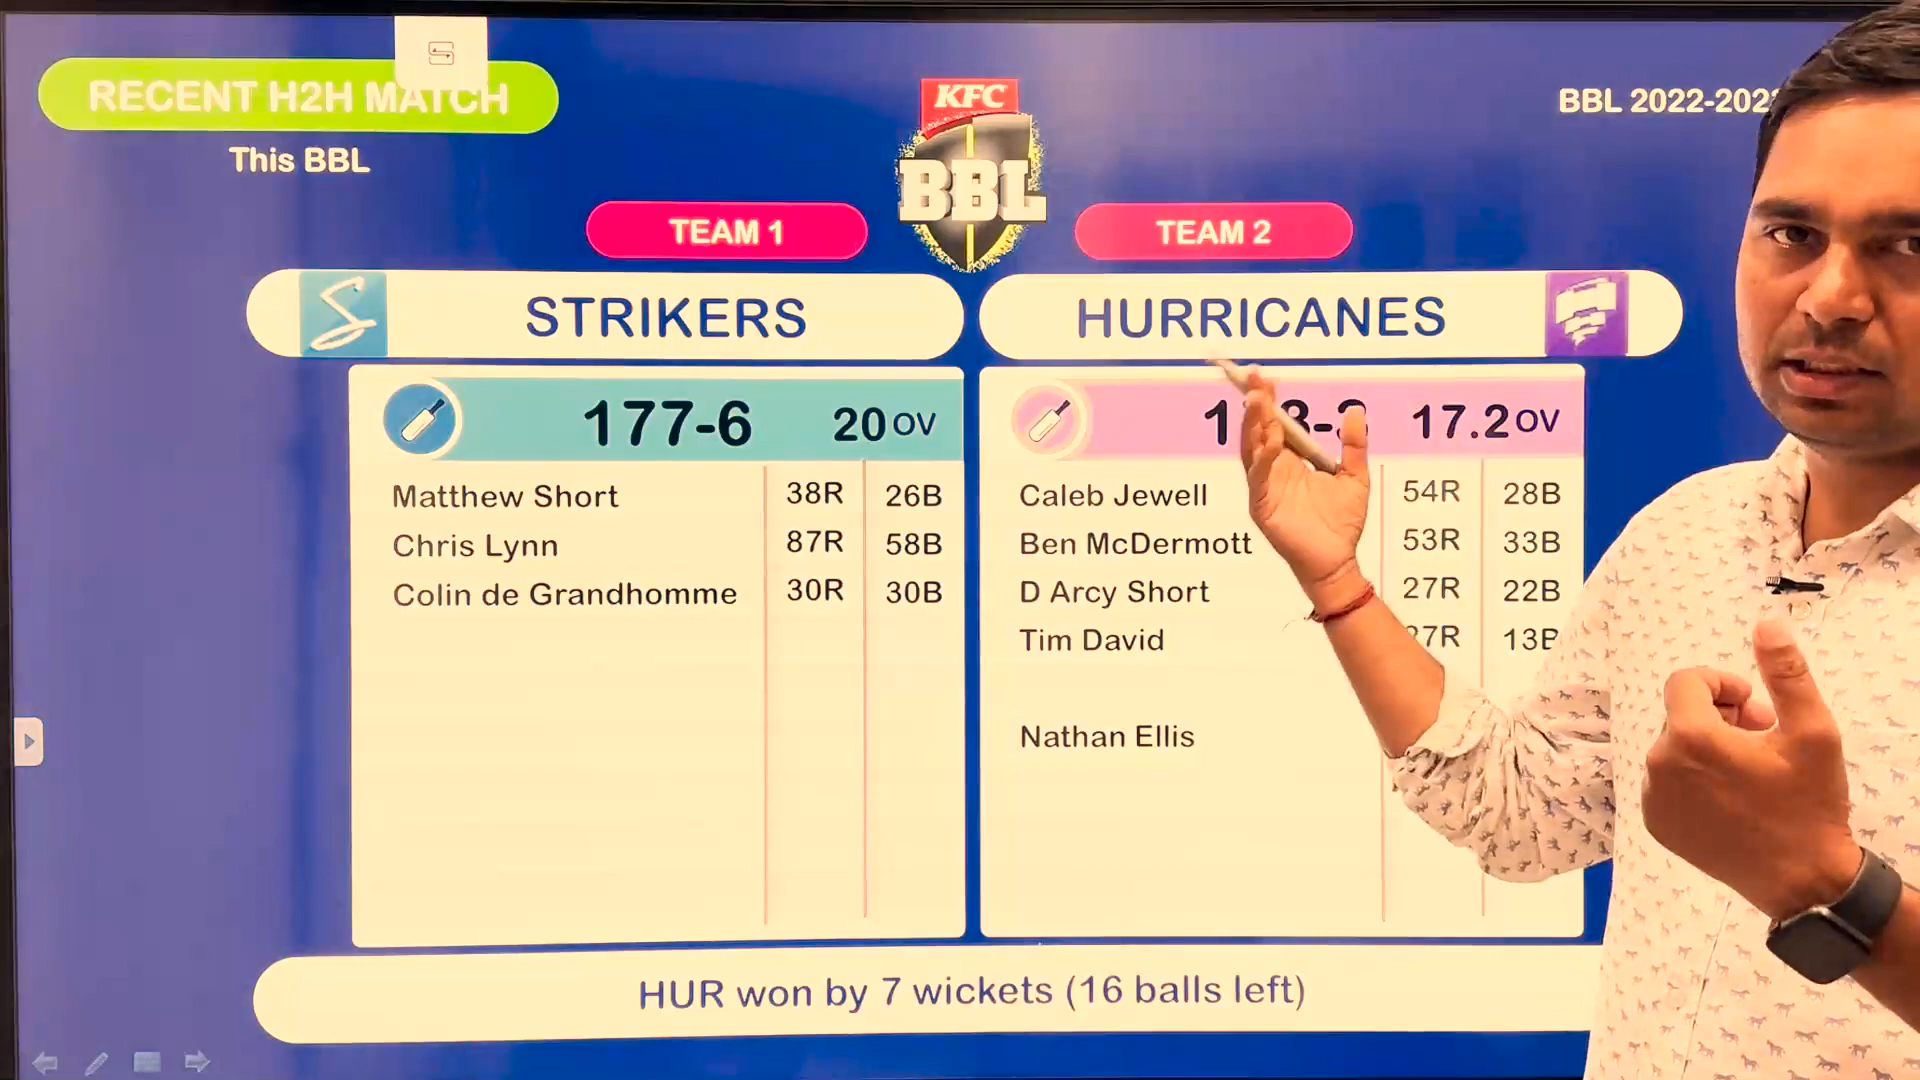 RECENT H2H MATCH
This BBL
KFC
BBL
BBL 2022-202
TEAM 1
TEAM 2
STRIKERS
HURRICANES
177-6 20 OV
17.2 OV
Matthew Short 38R 26B
Chris Lynn 87R 58B
Colin de Grandhomme 30R 30B
Caleb Jewell 54R 28B
Ben McDermott 53R 33B
D Arcy Short 27R 22B
Tim David 27R 13B
Nathan Ellis
HUR won by 7 wickets (16 balls left)